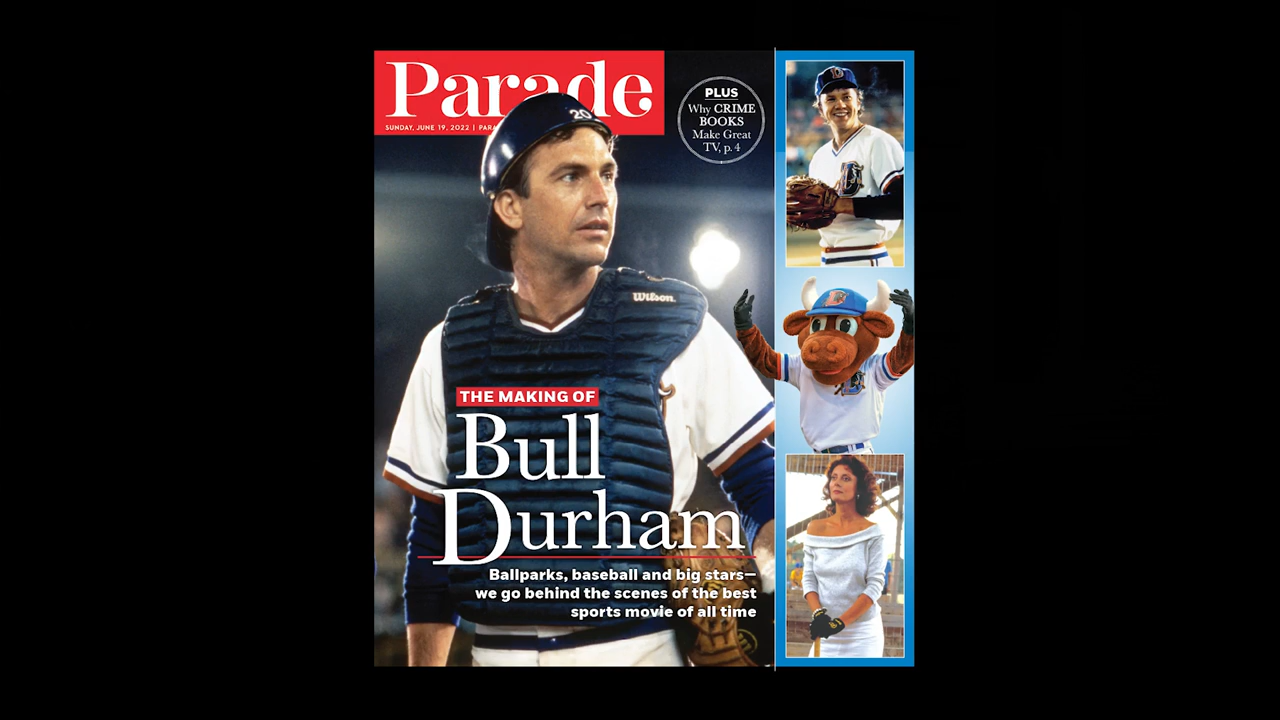 Parade
SUNDAY, JUNE 19, 2022 | PARA
20
PLUS
Why CRIME
BOOKS
Make Great
TV, p. 4
Wilson.
THE MAKING OF
Bull
Durham
Ballparks, baseball and big stars—
we go behind the scenes of the best
sports movie of all time
D
D
D
D